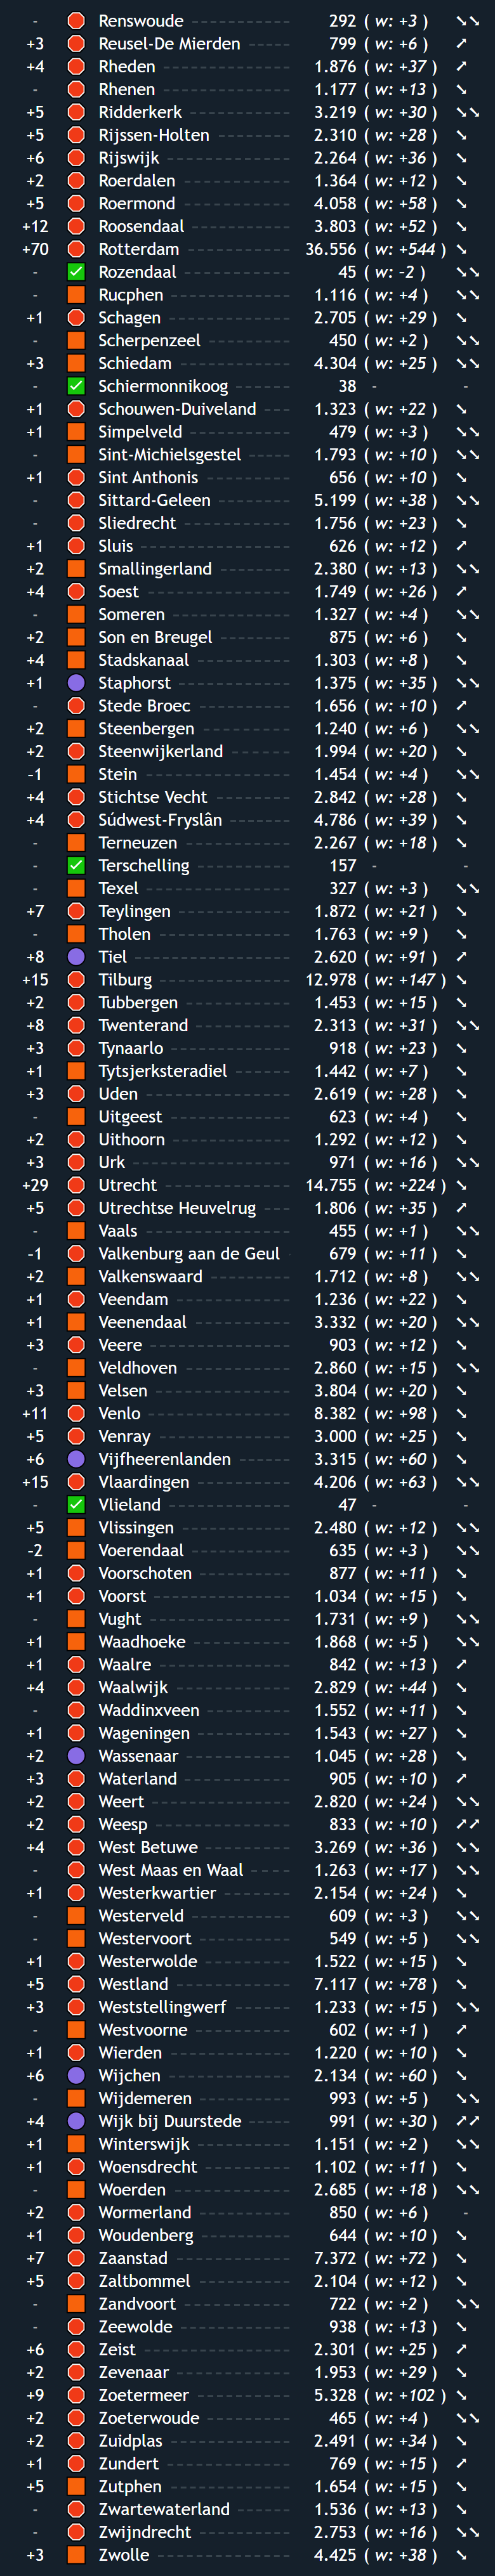 - Renswoude 292 ( w: +3 ) ↘↘
+3 Reusel-De Mierden 799 ( w: +6 ) ↗
+4 Rheden 1.876 ( w: +37 ) ↗
- Rhenen 1.177 ( w: +13 ) ↘
+5 Ridderkerk 3.219 ( w: +30 ) ↘↘
+5 Rijssen-Holten 2.310 ( w: +28 ) ↘
+6 Rijswijk 2.264 ( w: +36 ) ↘
+2 Roerdalen 1.364 ( w: +12 ) ↘
+5 Roermond 4.058 ( w: +58 ) ↘
+12 Roosendaal 3.803 ( w: +52 ) ↘
+70 Rotterdam 36.556 ( w: +544 ) ↘
- Rozendaal 45 ( w: -2 ) ↘↘
- Rucphen 1.116 ( w: +4 ) ↘↘
+1 Schagen 2.705 ( w: +29 ) ↘
- Scherpenzeel 450 ( w: +2 ) ↘↘
+3 Schiedam 4.304 ( w: +25 ) ↘↘
- Schiermonnikoog 38 - -
+1 Schouwen-Duiveland 1.323 ( w: +22 ) ↘
+1 Simpelveld 479 ( w: +3 ) ↘↘
- Sint-Michielsgestel 1.793 ( w: +10 ) ↘↘
+1 Sint Anthonis 656 ( w: +10 ) ↘
- Sittard-Geleen 5.199 ( w: +38 ) ↘↘
- Sliedrecht 1.756 ( w: +23 ) ↘
+1 Sluis 626 ( w: +12 ) ↗
+2 Smallingerland 2.380 ( w: +13 ) ↘↘
+4 Soest 1.749 ( w: +26 ) ↗
- Someren 1.327 ( w: +4 ) ↘↘
+2 Son en Breugel 875 ( w: +6 ) ↘
+4 Stadskanaal 1.303 ( w: +8 ) ↘
+1 Staphorst 1.375 ( w: +35 ) ↘↘
- Stede Broec 1.656 ( w: +10 ) ↗
+2 Steenbergen 1.240 ( w: +6 ) ↘↘
+2 Steenwijkerland 1.994 ( w: +20 ) ↘
-1 Stein 1.454 ( w: +4 ) ↘↘
+4 Stichtse Vecht 2.842 ( w: +28 ) ↘
+4 Súdwest-Fryslân 4.786 ( w: +39 ) ↘
- Terneuzen 2.267 ( w: +18 ) ↘
- Terschelling 157 - -
- Texel 327 ( w: +3 ) ↘↘
+7 Teylingen 1.872 ( w: +21 ) ↘
- Tholen 1.763 ( w: +9 ) ↘
+8 Tiel 2.620 ( w: +91 ) ↗
+15 Tilburg 12.978 ( w: +147 ) ↘
+2 Tubbergen 1.453 ( w: +15 ) ↘
+8 Twenterand 2.313 ( w: +31 ) ↘↘
+3 Tynaarlo 918 ( w: +23 ) ↘
+1 Tytsjerksteradiel 1.442 ( w: +7 ) ↘
+3 Uden 2.619 ( w: +28 ) ↘
- Uitgeest 623 ( w: +4 ) ↘
+2 Uithoorn 1.292 ( w: +12 ) ↘
+3 Urk 971 ( w: +16 ) ↘↘
+29 Utrecht 14.755 ( w: +224 ) ↘
+5 Utrechtse Heuvelrug 1.806 ( w: +35 ) ↗
- Vaals 455 ( w: +1 ) ↘↘
-1 Valkenburg aan de Geul 679 ( w: +11 ) ↘
+2 Valkenswaard 1.712 ( w: +8 ) ↘↘
+1 Veendam 1.236 ( w: +22 ) ↘
+1 Veenendaal 3.332 ( w: +20 ) ↘↘
+3 Veere 903 ( w: +12 ) ↘
- Veldhoven 2.860 ( w: +15 ) ↘↘
+3 Velsen 3.804 ( w: +20 ) ↘
+11 Venlo 8.382 ( w: +98 ) ↘
+5 Venray 3.000 ( w: +25 ) ↘
+6 Vijfheerenlanden 3.315 ( w: +60 ) ↘
+15 Vlaardingen 4.206 ( w: +63 ) ↘↘
- Vlieland 47 - -
+5 Vlissingen 2.480 ( w: +12 ) ↘↘
-2 Voerendaal 635 ( w: +3 ) ↘↘
+1 Voorschoten 877 ( w: +11 ) ↘
+1 Voorst 1.034 ( w: +15 ) ↘
- Vught 1.731 ( w: +9 ) ↘↘
+1 Waadhoeke 1.868 ( w: +5 ) ↘↘
+1 Waalre 842 ( w: +13 ) ↗
+4 Waalwijk 2.829 ( w: +44 ) ↘
- Waddinxveen 1.552 ( w: +11 ) ↘
+1 Wageningen 1.543 ( w: +27 ) ↘
+2 Wassenaar 1.045 ( w: +28 ) ↘
+3 Waterland 905 ( w: +10 ) ↗
+2 Weert 2.820 ( w: +24 ) ↘↘
+2 Weesp 833 ( w: +10 ) ↗↗
+4 West Betuwe 3.269 ( w: +36 ) ↘↘
- West Maas en Waal 1.263 ( w: +17 ) ↘↘
+1 Westerkwartier 2.154 ( w: +24 ) ↘
- Westerveld 609 ( w: +3 ) ↘↘
- Westervoort 549 ( w: +5 ) ↘↘
+1 Westerwolde 1.522 ( w: +15 ) ↘
+5 Westland 7.117 ( w: +78 ) ↘
+3 Weststellingwerf 1.233 ( w: +15 ) ↘↘
- Westvoorne 602 ( w: +1 ) ↗
+1 Wierden 1.220 ( w: +10 ) ↘
+6 Wijchen 2.134 ( w: +60 ) ↘
- Wijdemeren 993 ( w: +5 ) ↘↘
+4 Wijk bij Duurstede 991 ( w: +30 ) ↗↗
+1 Winterswijk 1.151 ( w: +2 ) ↘↘
+1 Woensdrecht 1.102 ( w: +11 ) ↘
- Woerden 2.685 ( w: +18 ) ↘↘
+2 Wormerland 850 ( w: +6 ) -
+1 Woudenberg 644 ( w: +10 ) ↘
+7 Zaanstad 7.372 ( w: +72 ) ↘
+5 Zaltbommel 2.104 ( w: +12 ) ↘
- Zandvoort 722 ( w: +2 ) ↘↘
- Zeewolde 938 ( w: +13 ) ↘
+6 Zeist 2.301 ( w: +25 ) ↗
+2 Zevenaar 1.953 ( w: +29 ) ↘
+9 Zoetermeer 5.328 ( w: +102 ) ↘
+2 Zoeterwoude 465 ( w: +4 ) ↘↘
+2 Zuidplas 2.491 ( w: +34 ) ↘
+1 Zundert 769 ( w: +15 ) ↗
+5 Zutphen 1.654 ( w: +15 ) ↘
- Zwartewaterland 1.536 ( w: +13 ) ↘
- Zwijndrecht 2.753 ( w: +16 ) ↘↘
+3 Zwolle 4.425 ( w: +38 ) ↘